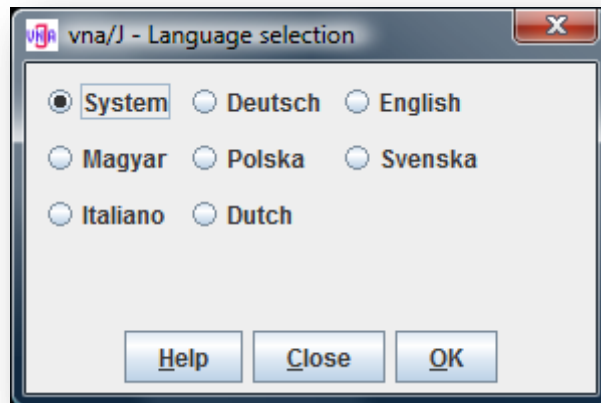 VNA vna/J - Language selection X
System Deutsch English
Magyar Polska Svenska
Italiano Dutch
Help Close OK